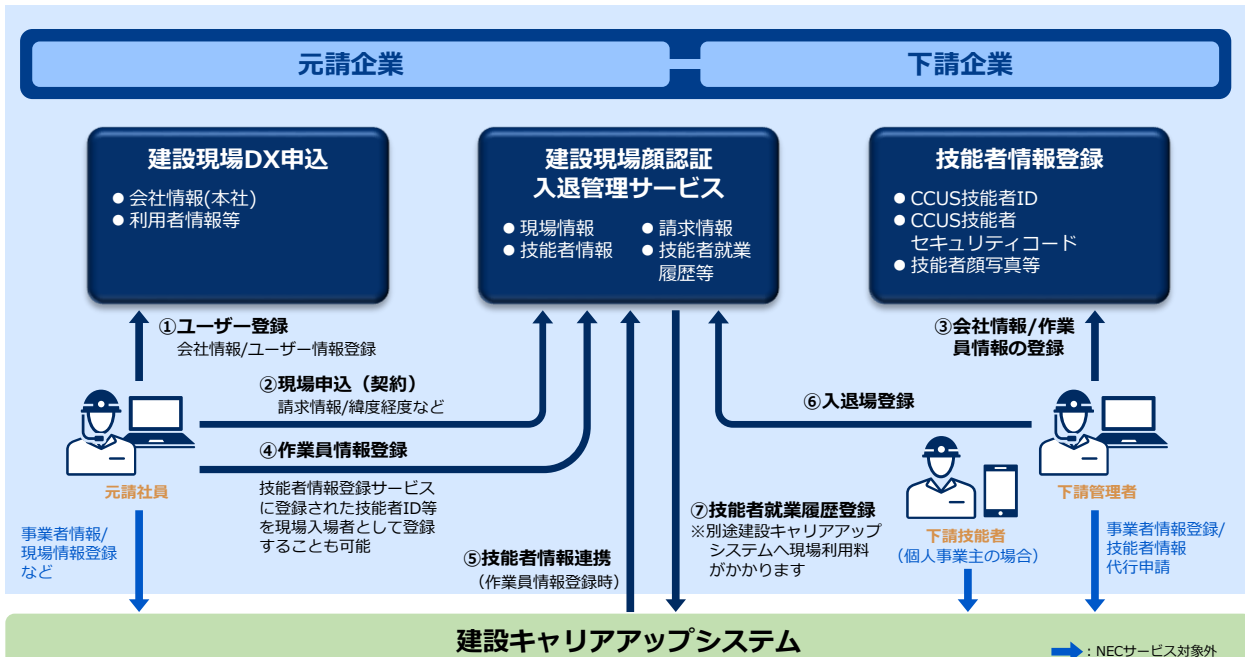 元請企業
下請企業
建設現場DX申込
●会社情報(本社)
●利用者情報等
建設現場顔認証
入退管理サービス
●現場情報
●技能者情報
●請求情報
●技能者就業
履歴等
技能者情報登録
●CCUS技能者ID
●CCUS技能者
セキュリティコード
●技能者顔写真等
①ユーザー登録
会社情報/ユーザー情報登録
②現場申込（契約）
請求情報/緯度経度など
③会社情報/作業
員情報の登録
⑥入退場登録
④作業員情報登録
技能者情報登録サービス
に登録された技能者ID等
を現場入場者として登録
することも可能
元請社員
下請管理者
事業者情報/
現場情報登録
など
⑤技能者情報連携
（作業員情報登録時）
⑦技能者就業履歴登録
※別途建設キャリアアップ
システムへ現場利用料
がかかります
下請技能者
（個人事業主の場合）
事業者情報登録/
技能者情報
代行申請
建設キャリアアップシステム
：NECサービス対象外